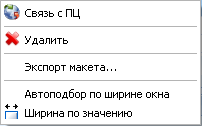 Связь с ПЦ
Удалить
Экспорт макета...
Автоподбор по ширине окна
Ширина по значению